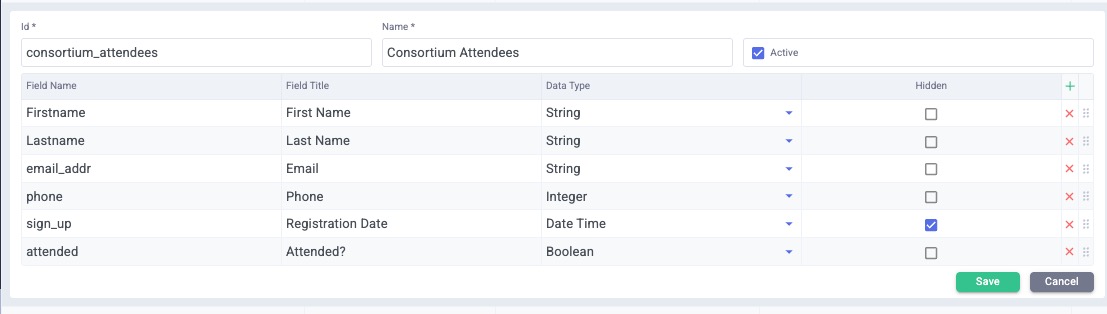 Id *
Name *
consortium_attendees
Consortium Attendees
Active
Field Name Field Title Data Type Hidden +
Firstname First Name String
Lastname Last Name String
email_addr Email String
phone Phone Integer
sign_up Registration Date Date Time
attended Attended? Boolean
Save Cancel